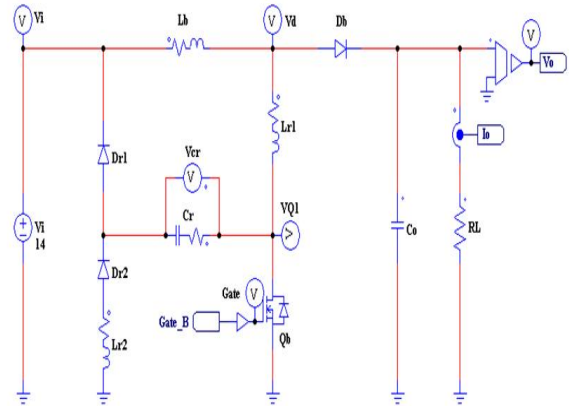 Vi
Lb
Vd
V
V
V
Db
Vo
Lr1
Io
Dr1
Vcr
V
VQ1
Cr
Vi
14
Co
RL
Dr2
Gate
V
Gate_B
Lr2
Qb